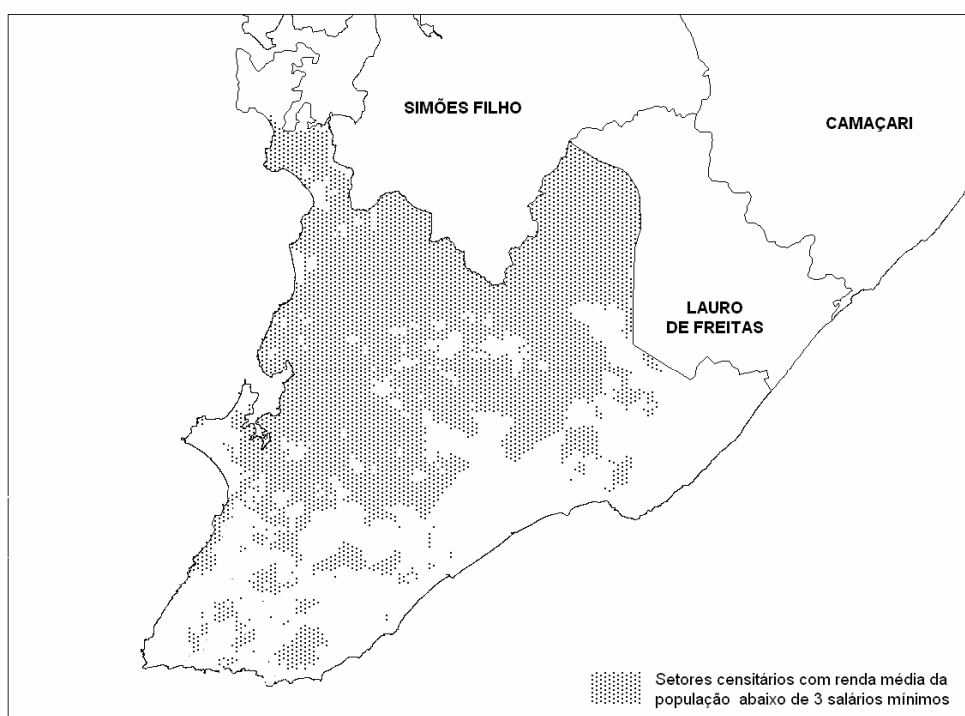 SIMÕES FILHO
CAMAÇARI
LAURO
DE FREITAS
Setores censitários com renda média da
população abaixo de 3 salários mínimos